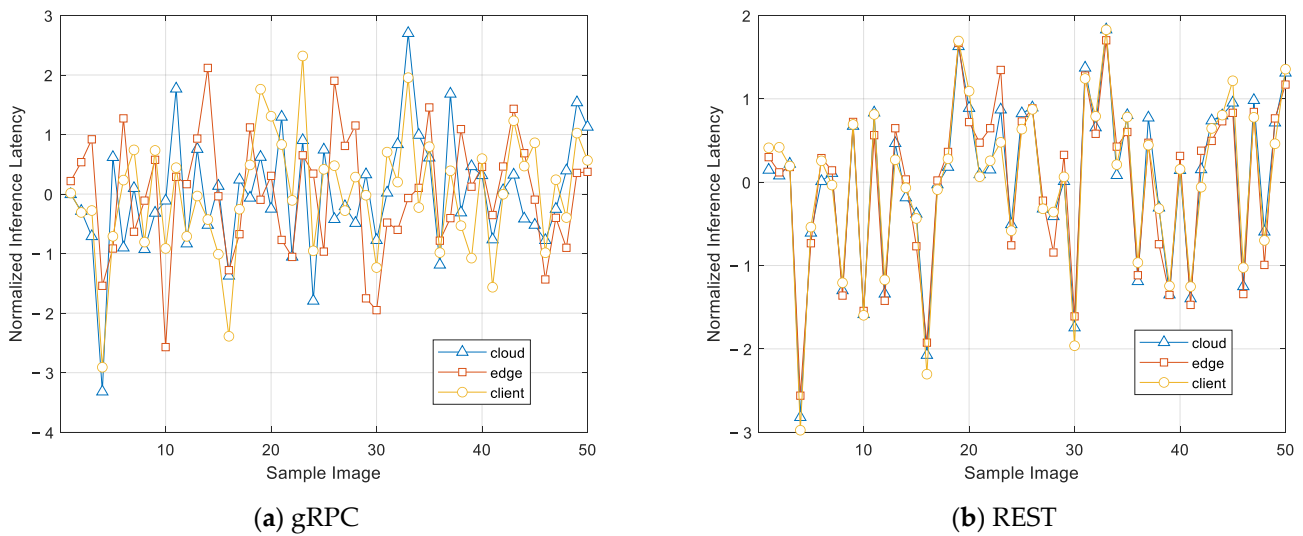 3
2
1
0
− 1
− 2
− 3
− 4
10
20
30
40
50
Normalized Inference Latency
Sample Image
cloud
edge
client
(a) gRPC
2
1
0
− 1
− 2
− 3
10
20
30
40
50
Normalized Inference Latency
Sample Image
cloud
edge
client
(b) REST